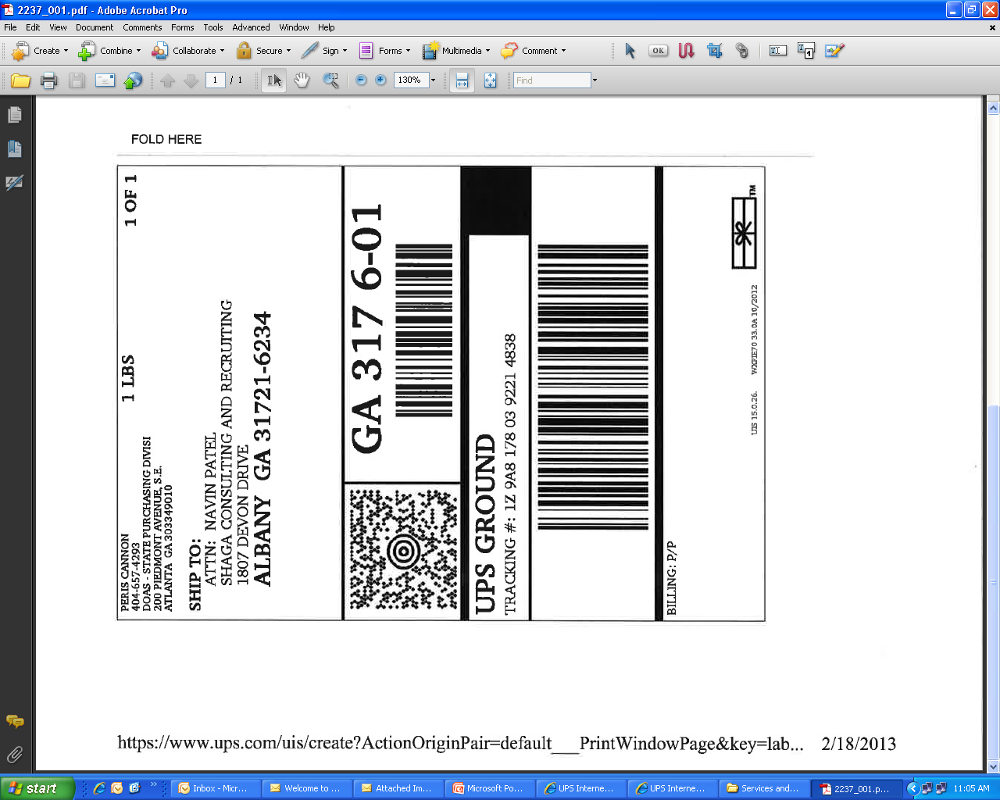 2237_001.pdf - Adobe Acrobat Pro
File Edit View Document Comments Forms Tools Advanced Window Help
Create Combine Collaborate Secure Sign Forms Multimedia Comment OK
1 / 1 130% Find
FOLD HERE
PERIS CANNON
404-657-4293
DOAS - STATE PURCHASING DIVISI
200 PIEDMONT AVENUE, S.E.
ATLANTA GA 303349010
1 LBS
1 OF 1
SHIP TO:
ATTN: NAVIN PATEL
SHAGA CONSULTING AND RECRUITING
1807 DEVON DRIVE
ALBANY GA 31721-6234
GA 317 6-01
UPS GROUND
TRACKING #: 1Z 9A8 178 03 9221 4838
BILLING: P/P
UIS 15.0.26. WXPIE70 33.0A 10/2012
TM
https://www.ups.com/uis/create?ActionOriginPair=default___PrintWindowPage&key=lab... 2/18/2013
start Inbox - Micr... Welcome to ... Attached Im... Microsoft Po... UPS Interne... UPS Interne... Services and... 2237_001.p... 11:05 AM